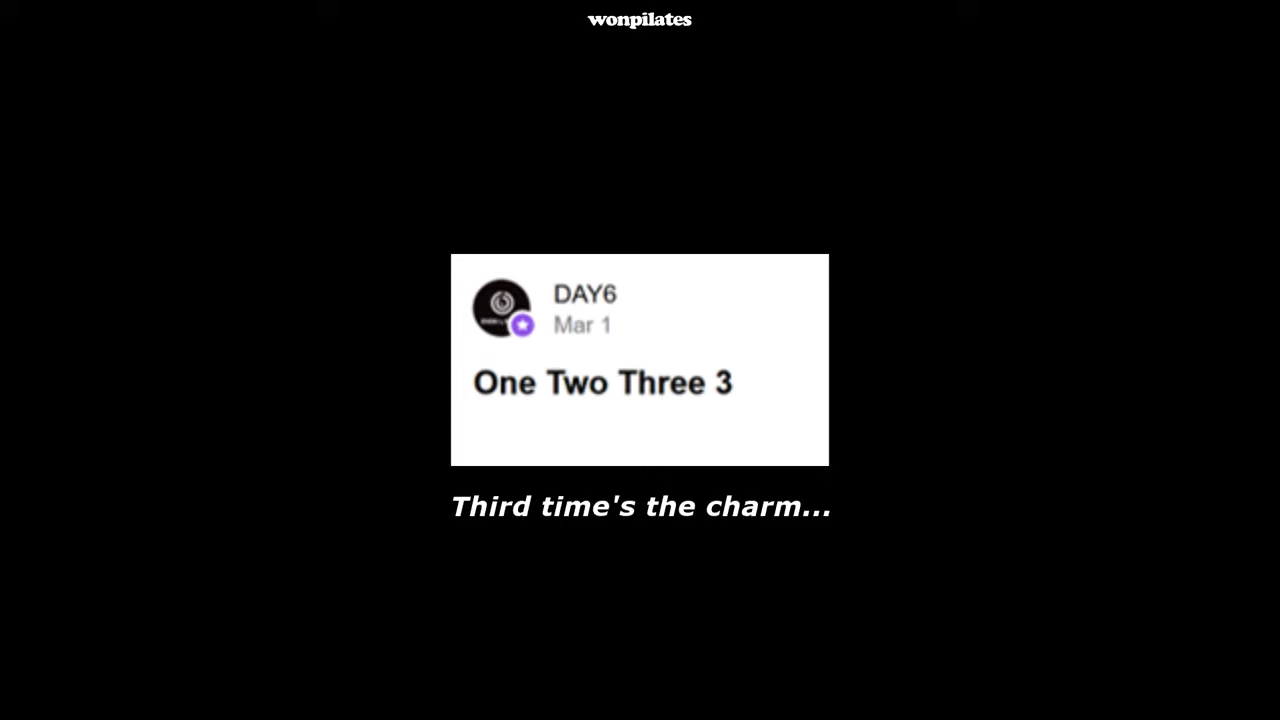 wonpilates
DAY6
Mar 1
One Two Three 3
Third time's the charm...